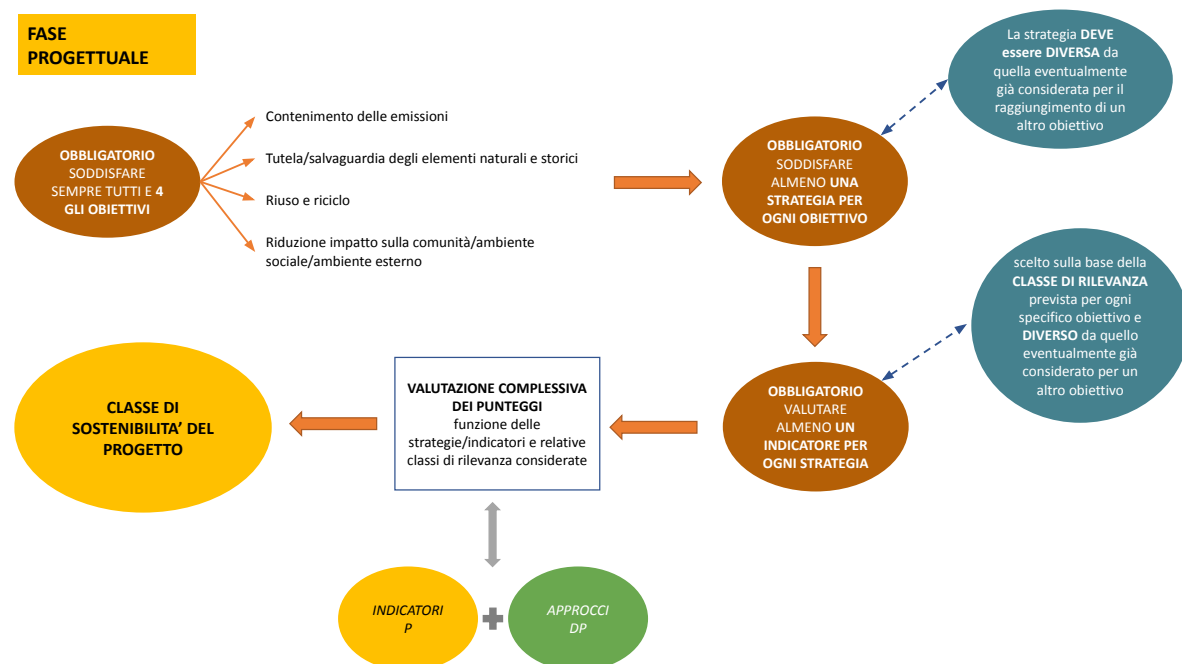 FASE
PROGETTUALE
OBBLIGATORIO
SODDISFARE
SEMPRE TUTTI E 4
GLI OBIETTIVI
Contenimento delle emissioni
Tutela/salvaguardia degli elementi naturali e storici
Riuso e riciclo
Riduzione impatto sulla comunità/ambiente
sociale/ambiente esterno
OBBLIGATORIO
SODDISFARE
ALMENO UNA
STRATEGIA PER
OGNI OBIETTIVO
La strategia DEVE
essere DIVERSA da
quella eventualmente
già considerata per il
raggiungimento di un
altro obiettivo
scelto sulla base della
CLASSE DI RILEVANZA
prevista per ogni
specifico obiettivo e
DIVERSO da quello
eventualmente già
considerato per un
altro obiettivo
OBBLIGATORIO
VALUTARE
ALMENO UN
INDICATORE PER
OGNI STRATEGIA
VALUTAZIONE COMPLESSIVA
DEI PUNTEGGI
funzione delle
strategie/indicatori e relative
classi di rilevanza considerate
CLASSE DI
SOSTENIBILITA’ DEL
PROGETTO
INDICATORI
P
APPROCCI
DP